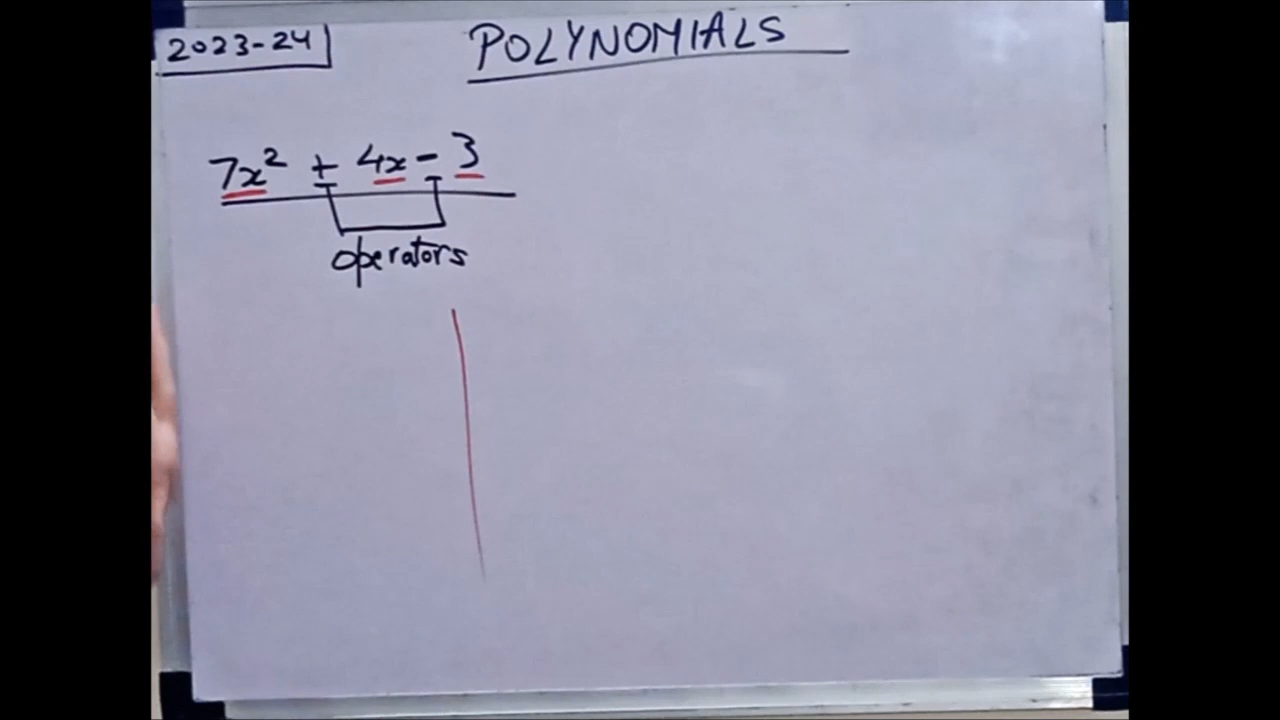 2023-24
POLYNOMIALS
7x² + 4x - 3
operators